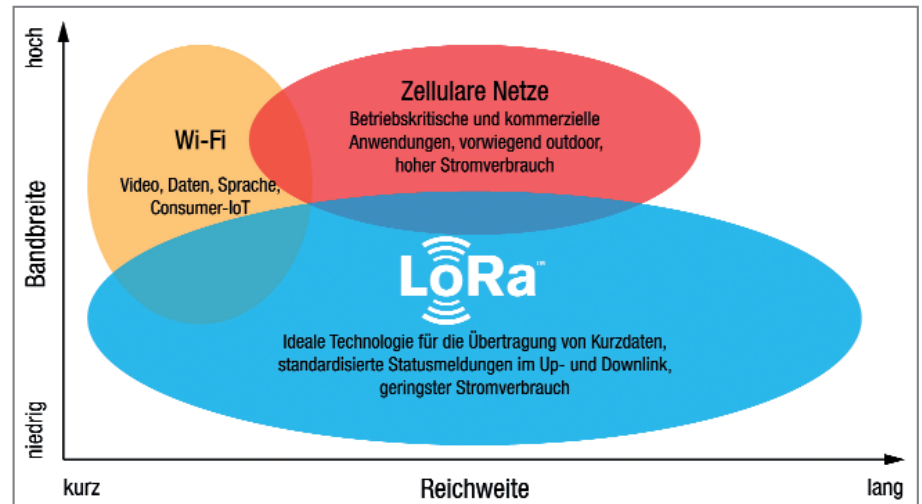 hoch
Bandbreite
niedrig
Wi-Fi
Video, Daten, Sprache,
Consumer-IoT
Zellulare Netze
Betriebskritische und kommerzielle
Anwendungen, vorwiegend outdoor,
hoher Stromverbrauch
LoRa™
Ideale Technologie für die Übertragung von Kurzdaten,
standardisierte Statusmeldungen im Up- und Downlink,
geringster Stromverbrauch
kurz
Reichweite
lang